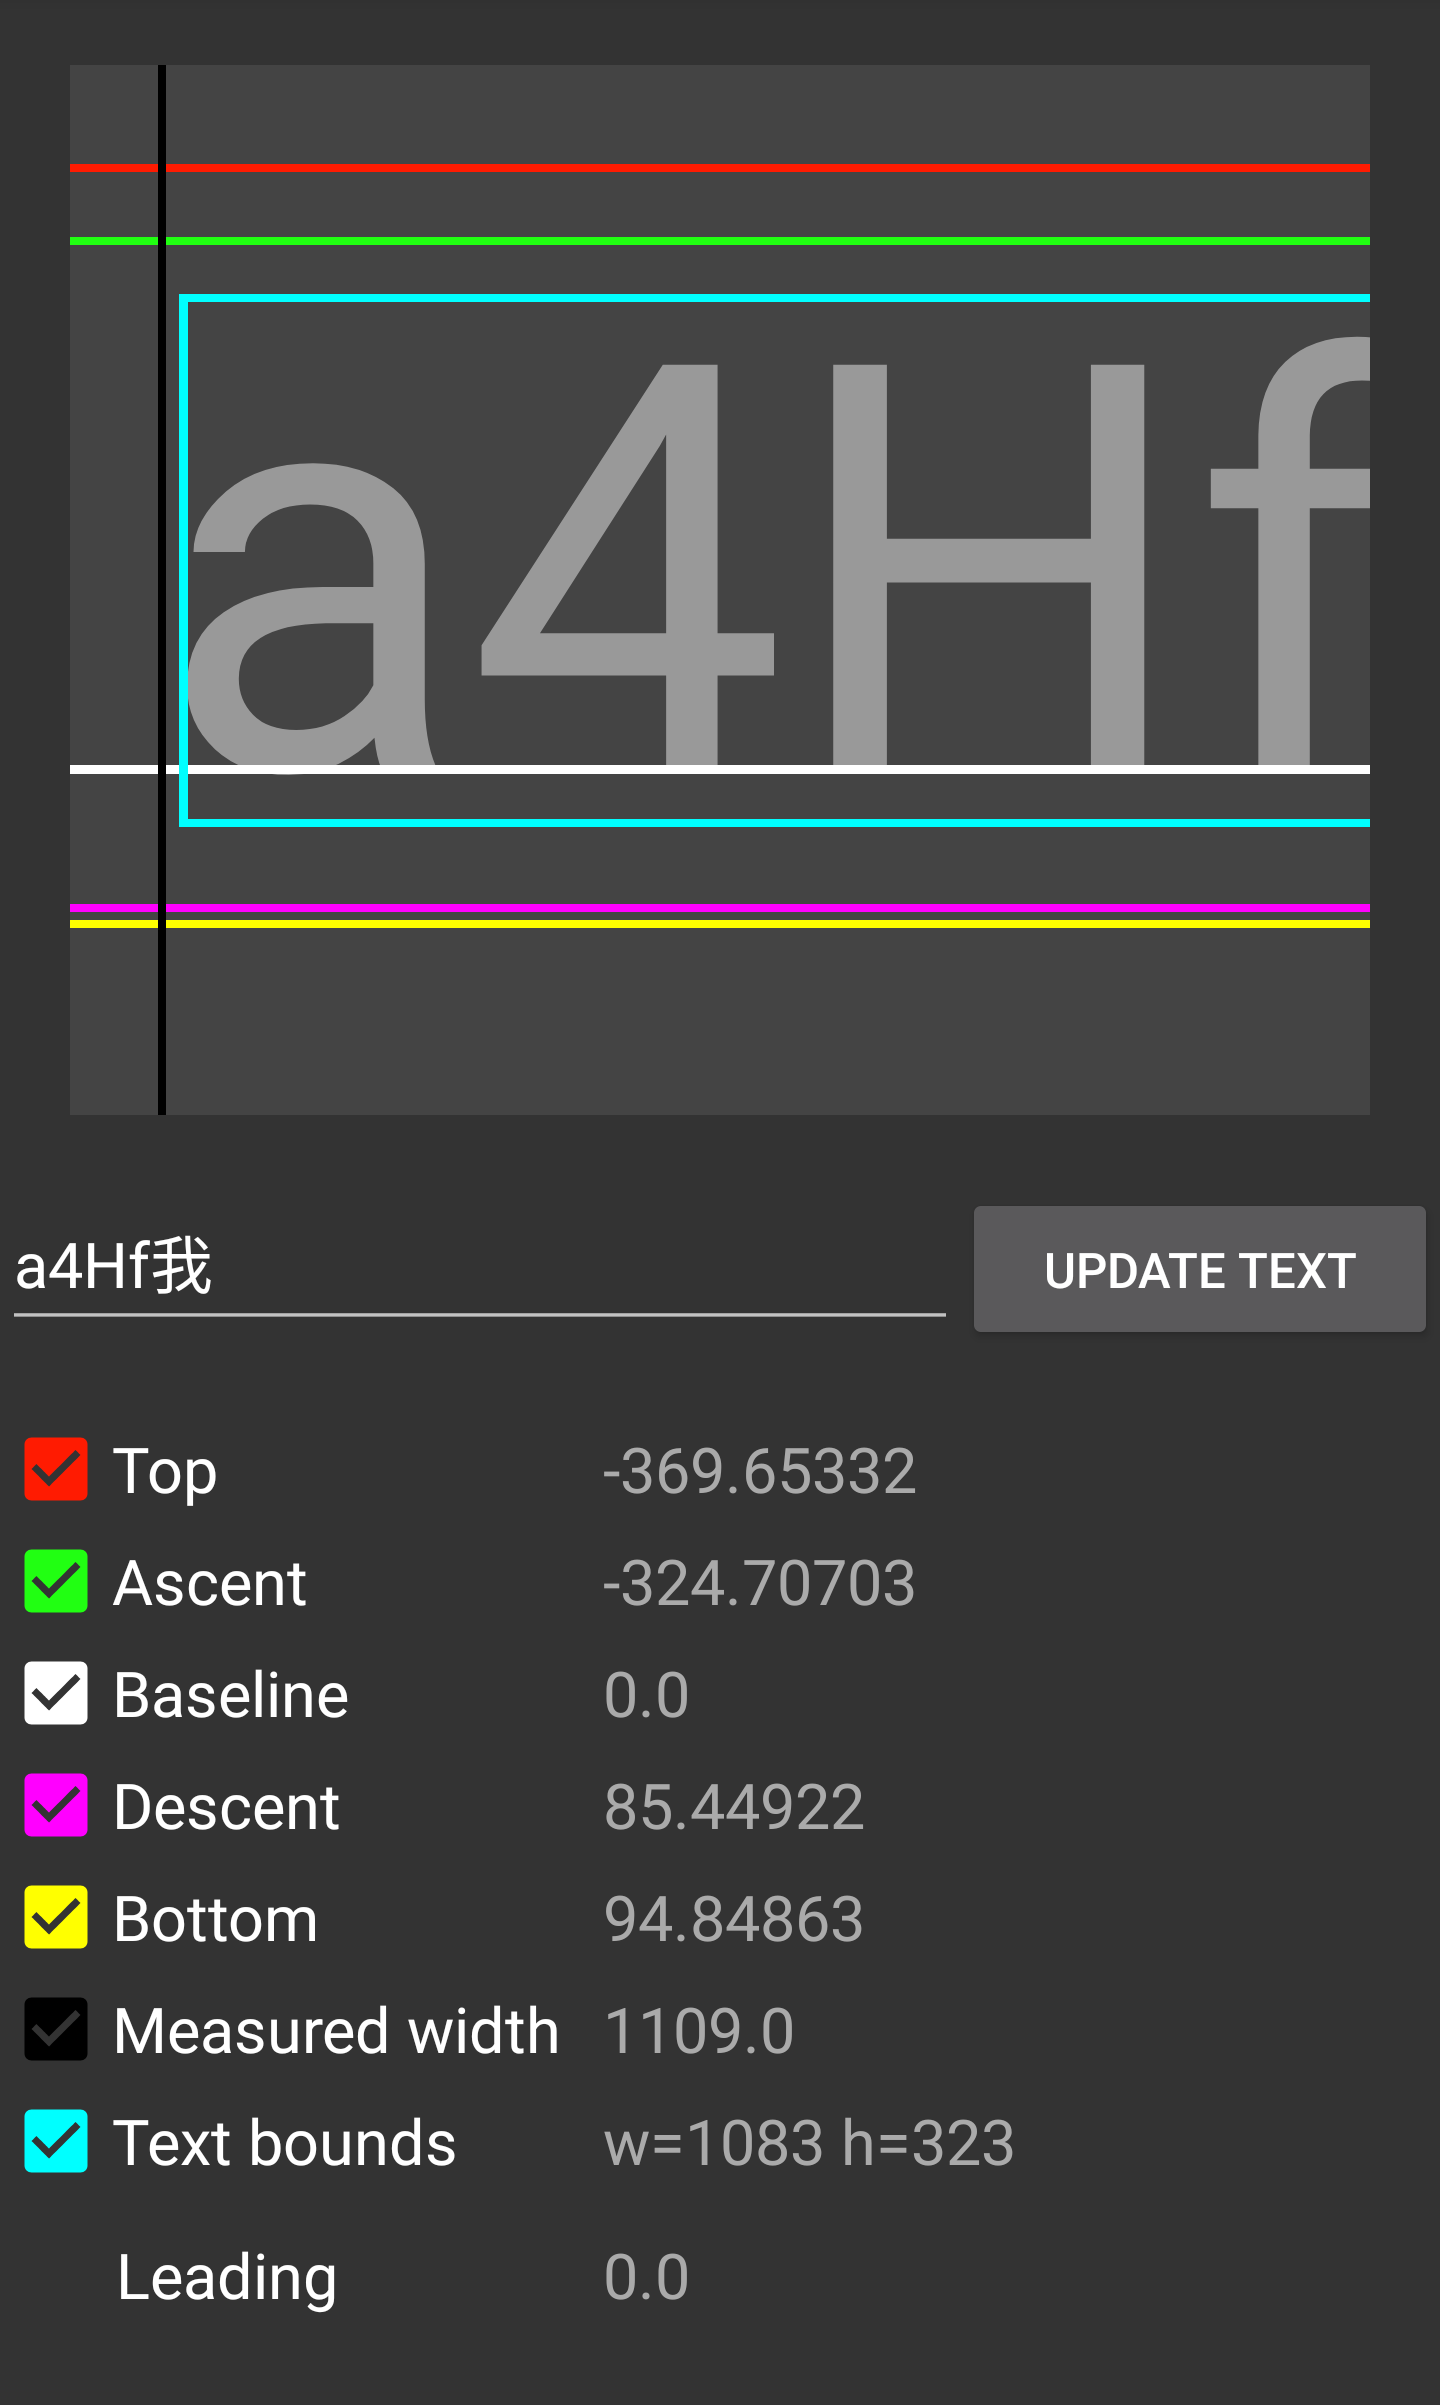 a4Hf
a4Hf我
UPDATE TEXT
Top -369.65332
Ascent -324.70703
Baseline 0.0
Descent 85.44922
Bottom 94.84863
Measured width 1109.0
Text bounds w=1083 h=323
Leading 0.0